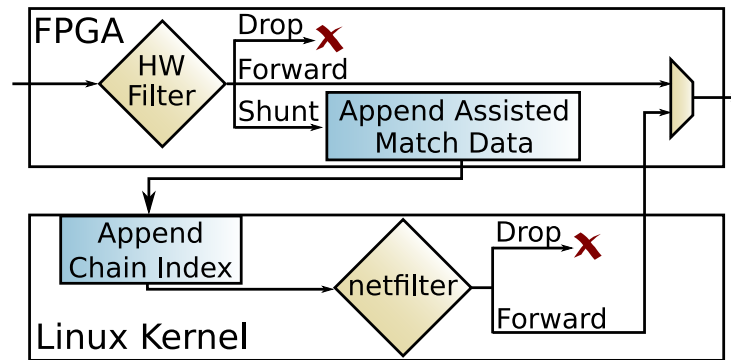 FPGA
HW
Filter
Drop
Forward
Shunt
Append Assisted
Match Data
Append
Chain Index
netfilter
Drop
Forward
Linux Kernel